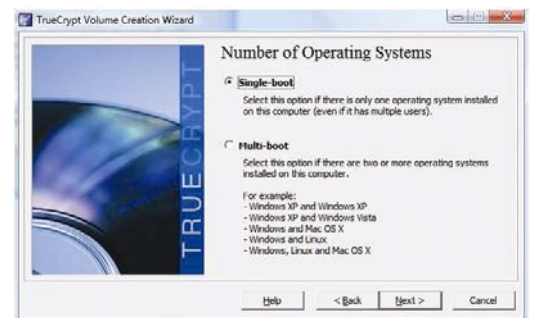 TrueCrypt Volume Creation Wizard
TRUECRYPT
Number of Operating Systems
Single-boot
Select this option if there is only one operating system installed
on this computer (even if it has multiple users).
Multi-boot
Select this option if there are two or more operating systems
installed on this computer.
For example:
- Windows XP and Windows XP
- Windows XP and Windows Vista
- Windows and Mac OS X
- Windows and Linux
- Windows, Linux and Mac OS X
Help < Back Next > Cancel